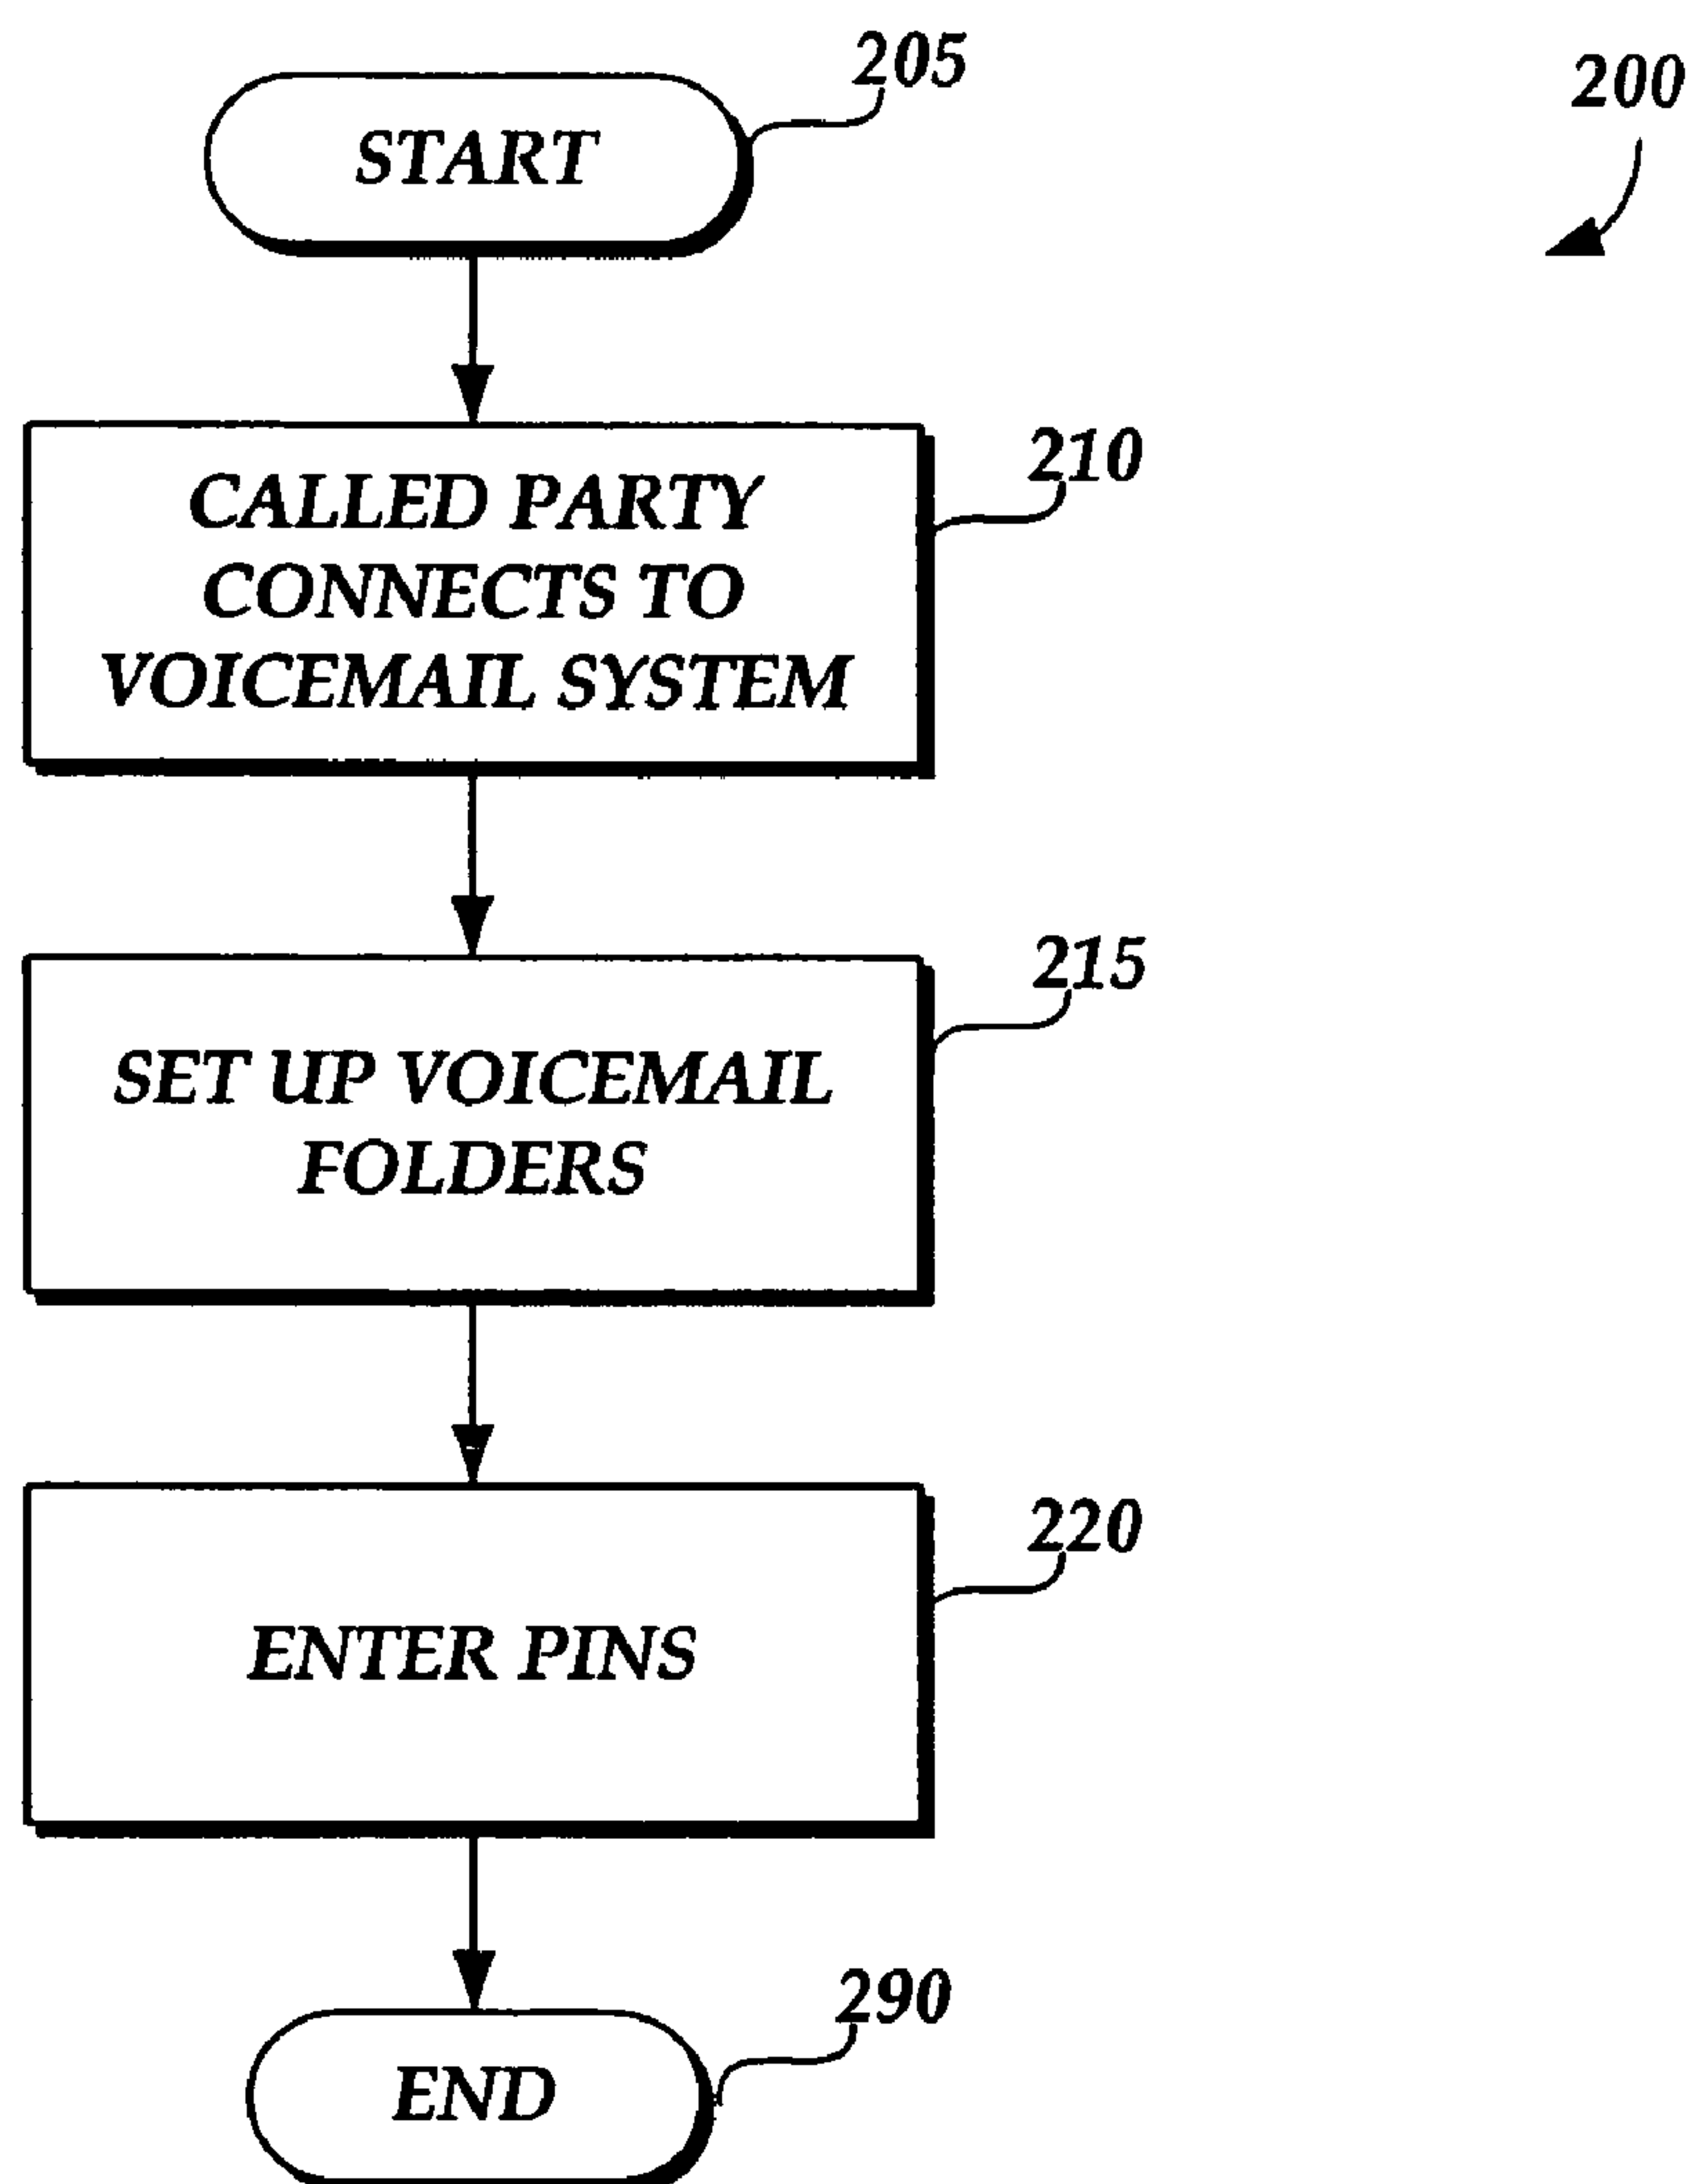 205
200
START
210
CALLED PARTY
CONNECTS TO
VOICEMAIL SYSTEM
215
SET UP VOICEMAIL
FOLDERS
220
ENTER PINS
290
END